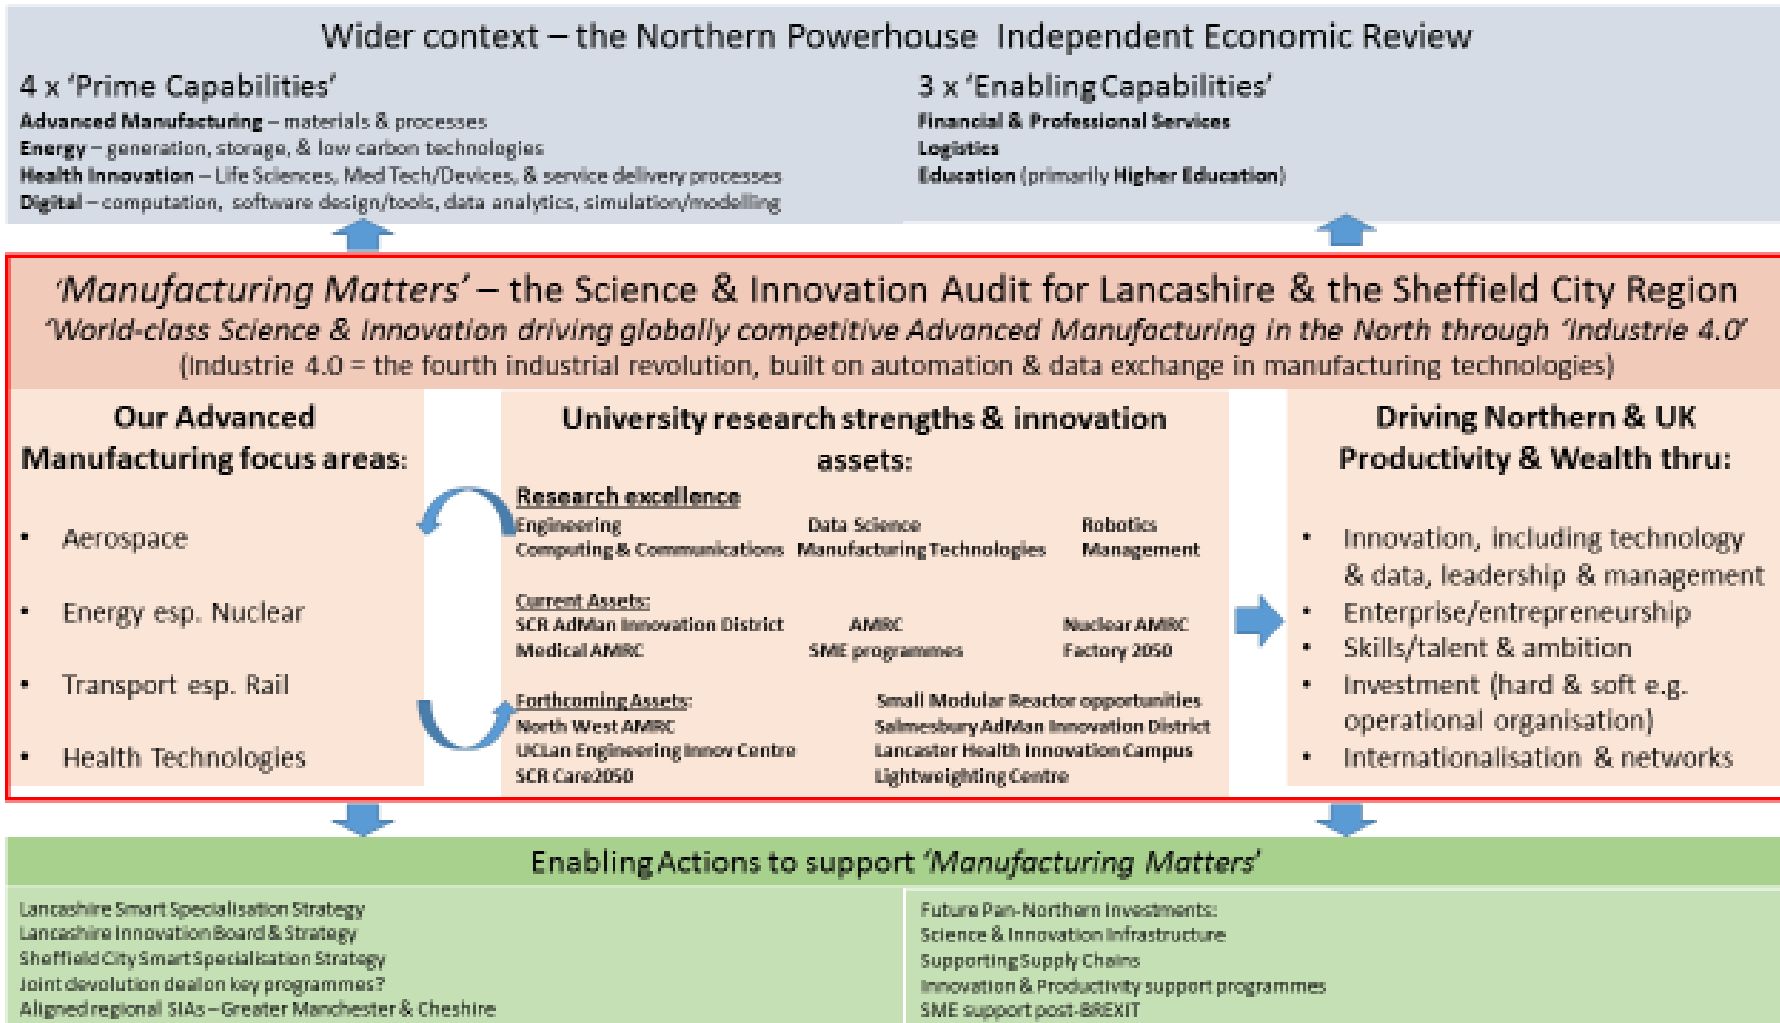 Wider context – the Northern Powerhouse Independent Economic Review
4 x ‘Prime Capabilities’
Advanced Manufacturing – materials & processes
Energy – generation, storage, & low carbon technologies
Health Innovation – Life Sciences, Med Tech/Devices, & service delivery processes
Digital – computation, software design/tools, data analytics, simulation/modelling
3 x ‘Enabling Capabilities’
Financial & Professional Services
Logistics
Education (primarily Higher Education)
‘Manufacturing Matters’ – the Science & Innovation Audit for Lancashire & the Sheffield City Region
‘World-class Science & Innovation driving globally competitive Advanced Manufacturing in the North through ‘Industrie 4.0’
(Industrie 4.0 = the fourth industrial revolution, built on automation & data exchange in manufacturing technologies)
Our Advanced
Manufacturing focus areas:
• Aerospace
• Energy esp. Nuclear
• Transport esp. Rail
• Health Technologies
University research strengths & innovation
assets:
Research excellence
Engineering Data Science Robotics
Computing & Communications Manufacturing Technologies Management
Current Assets:
SCR AdMan Innovation District AMRC Nuclear AMRC
Medical AMRC SME programmes Factory 2050
Forthcoming Assets: Small Modular Reactor opportunities
North West AMRC Salmesbury AdMan Innovation District
UCLan Engineering Innov Centre Lancaster Health Innovation Campus
SCR Care2050 Lightweighting Centre
Driving Northern & UK
Productivity & Wealth thru:
• Innovation, including technology
& data, leadership & management
• Enterprise/entrepreneurship
• Skills/talent & ambition
• Investment (hard & soft e.g.
operational organisation)
• Internationalisation & networks
Enabling Actions to support ‘Manufacturing Matters’
Lancashire Smart Specialisation Strategy
Lancashire Innovation Board & Strategy
Sheffield City Smart Specialisation Strategy
Joint devolution deal on key programmes?
Aligned regional SIAs – Greater Manchester & Cheshire
Future Pan-Northern investments:
Science & Innovation Infrastructure
Supporting Supply Chains
Innovation & Productivity support programmes
SME support post-BREXIT